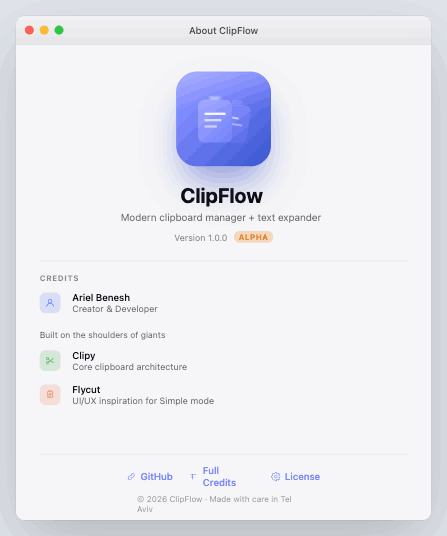 About ClipFlow
ClipFlow
Modern clipboard manager + text expander
Version 1.0.0 ALPHA
CREDITS
Ariel Benesh
Creator & Developer
Built on the shoulders of giants
Clipy
Core clipboard architecture
Flycut
UI/UX inspiration for Simple mode
GitHub
Full
Credits
License
© 2026 ClipFlow · Made with care in Tel
Aviv